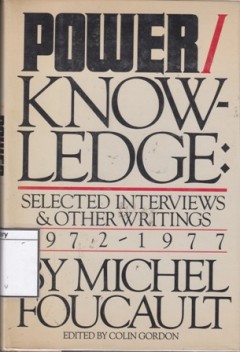 POWER/
KNOW-
LEDGE:
SELECTED INTERVIEWS
& OTHER WRITINGS
1972-1977
BY MICHEL
FOUCAULT
EDITED BY COLIN GORDON